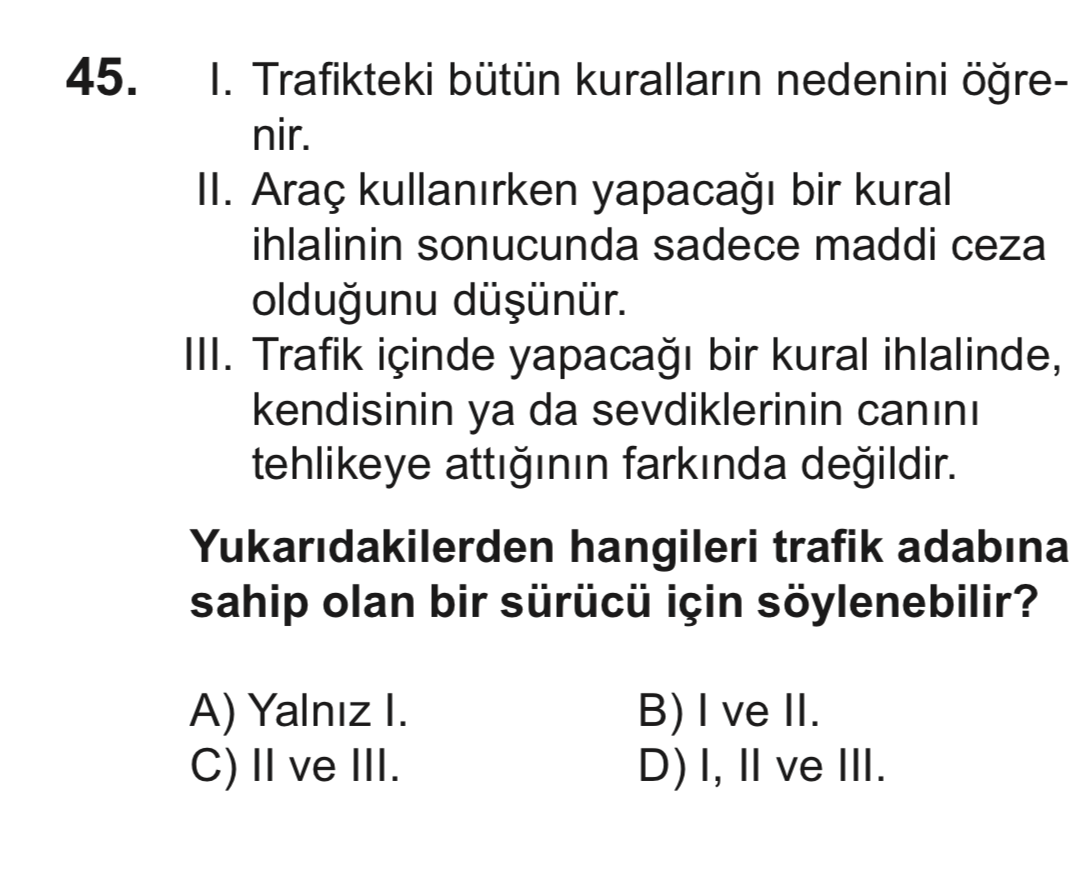 45. I. Trafikteki bütün kuralların nedenini öğre-
nir.
II. Araç kullanırken yapacağı bir kural
ihlalinin sonucunda sadece maddi ceza
olduğunu düşünür.
III. Trafik içinde yapacağı bir kural ihlalinde,
kendisinin ya da sevdiklerinin canını
tehlikeye attığının farkında değildir.
Yukarıdakilerden hangileri trafik adabına
sahip olan bir sürücü için söylenebilir?
A) Yalnız I. B) I ve II.
C) II ve III. D) I, II ve III.